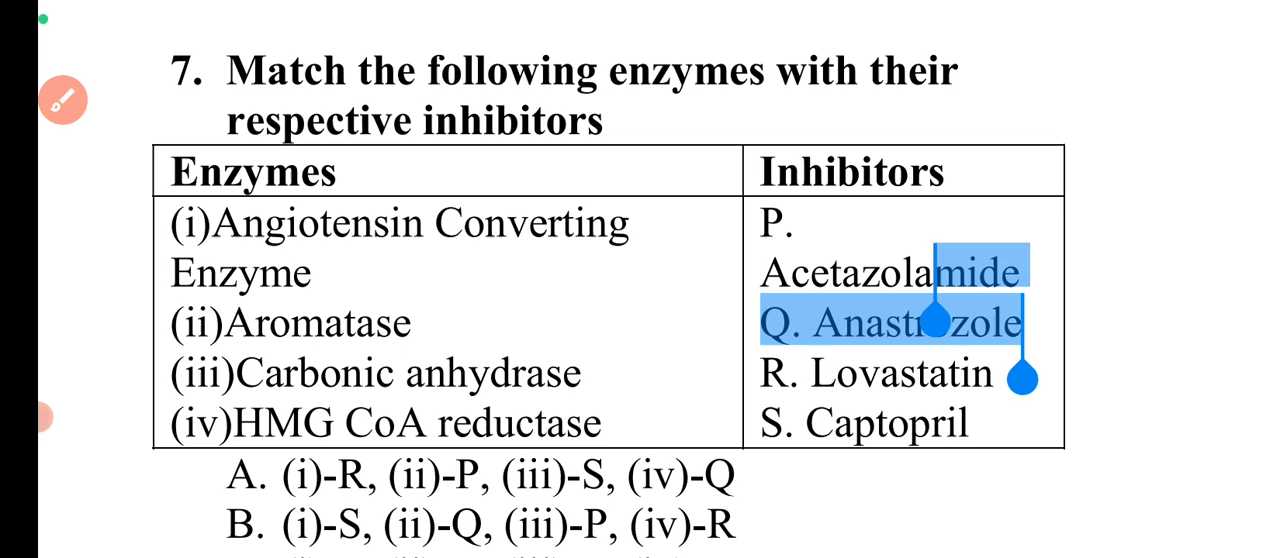 7. Match the following enzymes with their
respective inhibitors
Enzymes
Inhibitors
(i)Angiotensin Converting
Enzyme
(ii)Aromatase
(iii)Carbonic anhydrase
(iv)HMG CoA reductase
P.
Acetazolamide
Q. Anastrozole
R. Lovastatin
S. Captopril
A. (i)-R, (ii)-P, (iii)-S, (iv)-Q
B. (i)-S, (ii)-Q, (iii)-P, (iv)-R